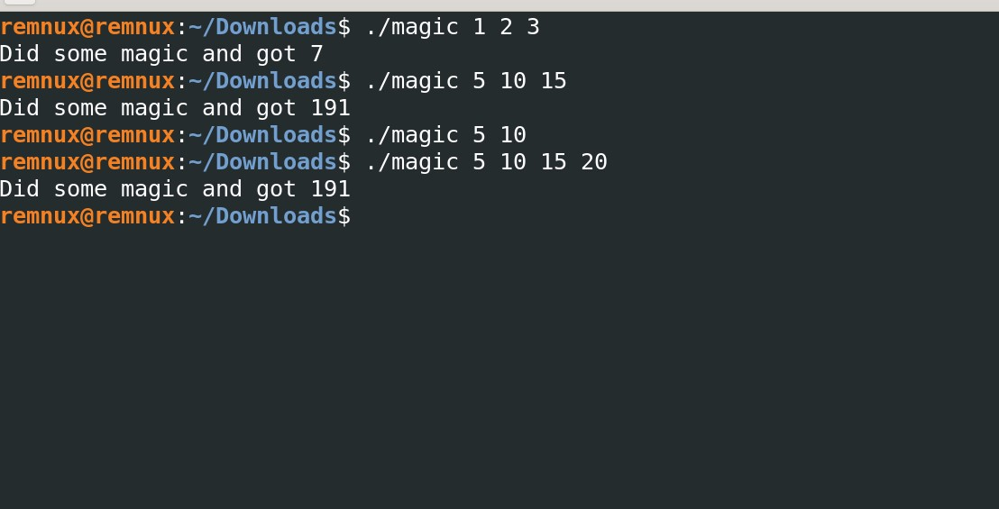 remnux@remnux:~/Downloads$ ./magic 1 2 3
Did some magic and got 7
remnux@remnux:~/Downloads$ ./magic 5 10 15
Did some magic and got 191
remnux@remnux:~/Downloads$ ./magic 5 10
remnux@remnux:~/Downloads$ ./magic 5 10 15 20
Did some magic and got 191
remnux@remnux:~/Downloads$